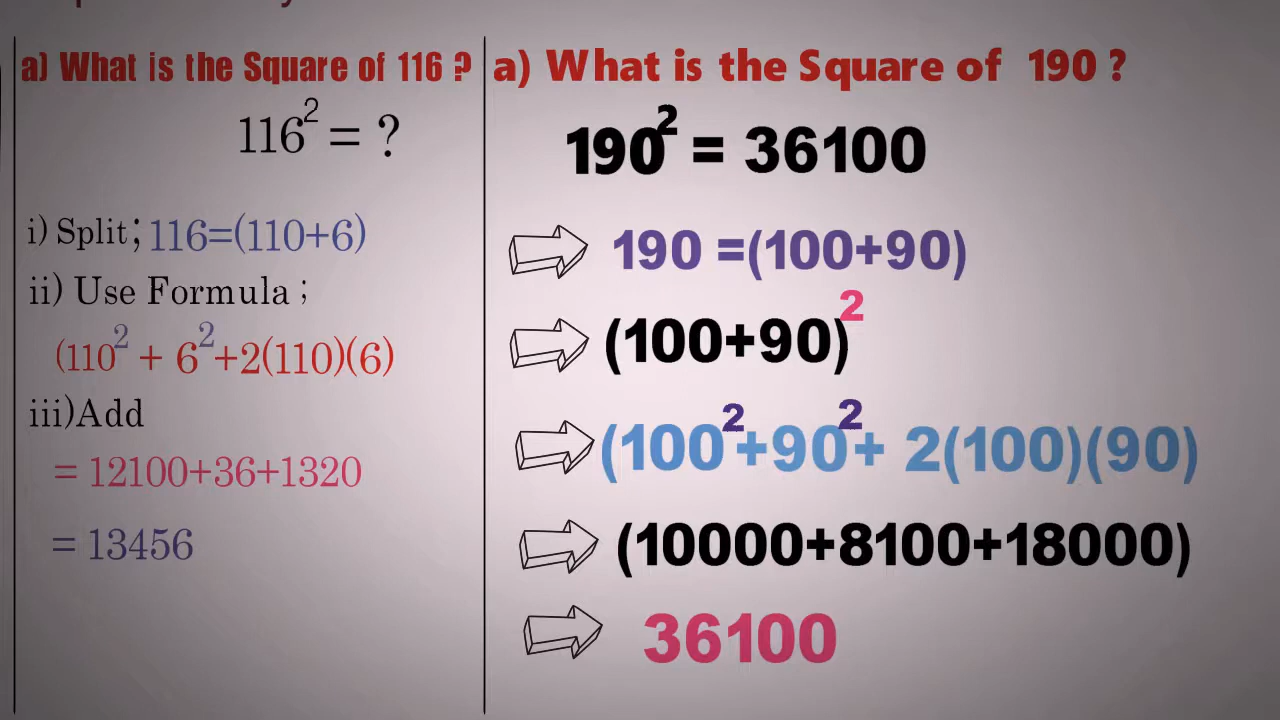 a) What is the Square of 116 ?
116² = ?
i) Split; 116=(110+6)
ii) Use Formula ;
(110² + 6²+2(110)(6)
iii)Add
= 12100+36+1320
= 13456
a) What is the Square of 190 ?
190² = 36100
190 =(100+90)
(100+90)²
(100²+90²+ 2(100)(90)
(10000+8100+18000)
36100